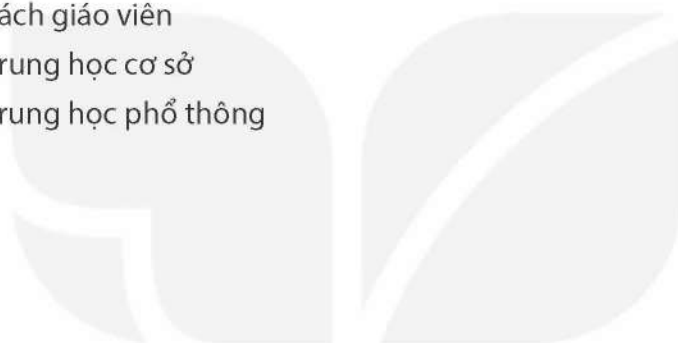 ách giáo viên
rung học cơ sở
rung học phổ thông